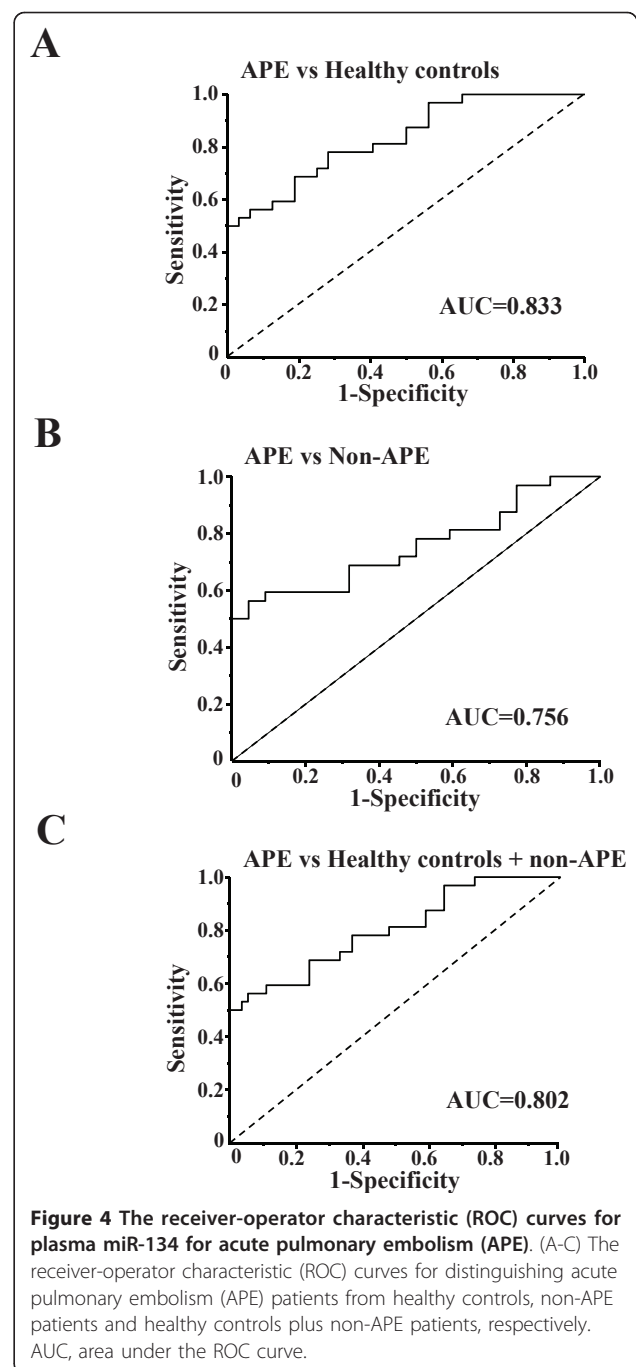 A
APE vs Healthy controls
1.0
0.8
0.6
0.4
0.2
0
Sensitivity
AUC=0.833
0 0.2 0.4 0.6 0.8 1.0
1-Specificity
B
APE vs Non-APE
1.0
0.8
0.6
0.4
0.2
0
Sensitivity
AUC=0.756
0 0.2 0.4 0.6 0.8 1.0
1-Specificity
C
APE vs Healthy controls + non-APE
1.0
0.8
0.6
0.4
0.2
0
Sensitivity
AUC=0.802
0 0.2 0.4 0.6 0.8 1.0
1-Specificity
Figure 4 The receiver-operator characteristic (ROC) curves for
plasma miR-134 for acute pulmonary embolism (APE). (A-C) The
receiver-operator characteristic (ROC) curves for distinguishing acute
pulmonary embolism (APE) patients from healthy controls, non-APE
patients and healthy controls plus non-APE patients, respectively.
AUC, area under the ROC curve.